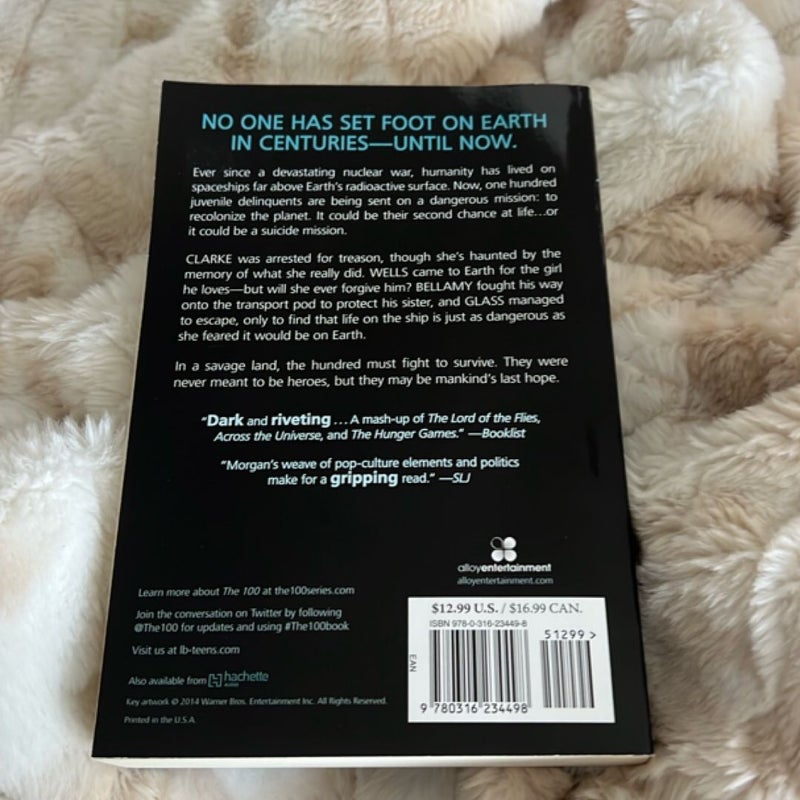 NO ONE HAS SET FOOT ON EARTH
IN CENTURIES—UNTIL NOW.
Ever since a devastating nuclear war, humanity has lived on
spaceships far above Earth's radioactive surface. Now, one hundred
juvenile delinquents are being sent on a dangerous mission: to
recolonize the planet. It could be their second chance at life...or
it could be a suicide mission.
CLARKE was arrested for treason, though she's haunted by the
memory of what she really did. WELLS came to Earth for the girl
he loves—but will she ever forgive him? BELLAMY fought his way
onto the transport pod to protect his sister, and GLASS managed
to escape, only to find that life on the ship is just as dangerous as
she feared it would be on Earth.
In a savage land, the hundred must fight to survive. They were
never meant to be heroes, but they may be mankind's last hope.
"Dark and riveting ... A mash-up of The Lord of the Flies,
Across the Universe, and The Hunger Games." —Booklist
"Morgan's weave of pop-culture elements and politics
make for a gripping read." —SLJ
alloyentertainment
alloyentertainment.com
Learn more about The 100 at the100series.com
Join the conversation on Twitter by following
@The100 for updates and using #The100book
Visit us at lb-teens.com
Also available from hachette
AUDIO
Key artwork © 2014 Warner Bros. Entertainment Inc. All Rights Reserved.
Printed in the U.S.A.
$12.99 U.S. / $16.99 CAN.
ISBN 978-0-316-23449-8
51299 >
EAN
9 780316 234498